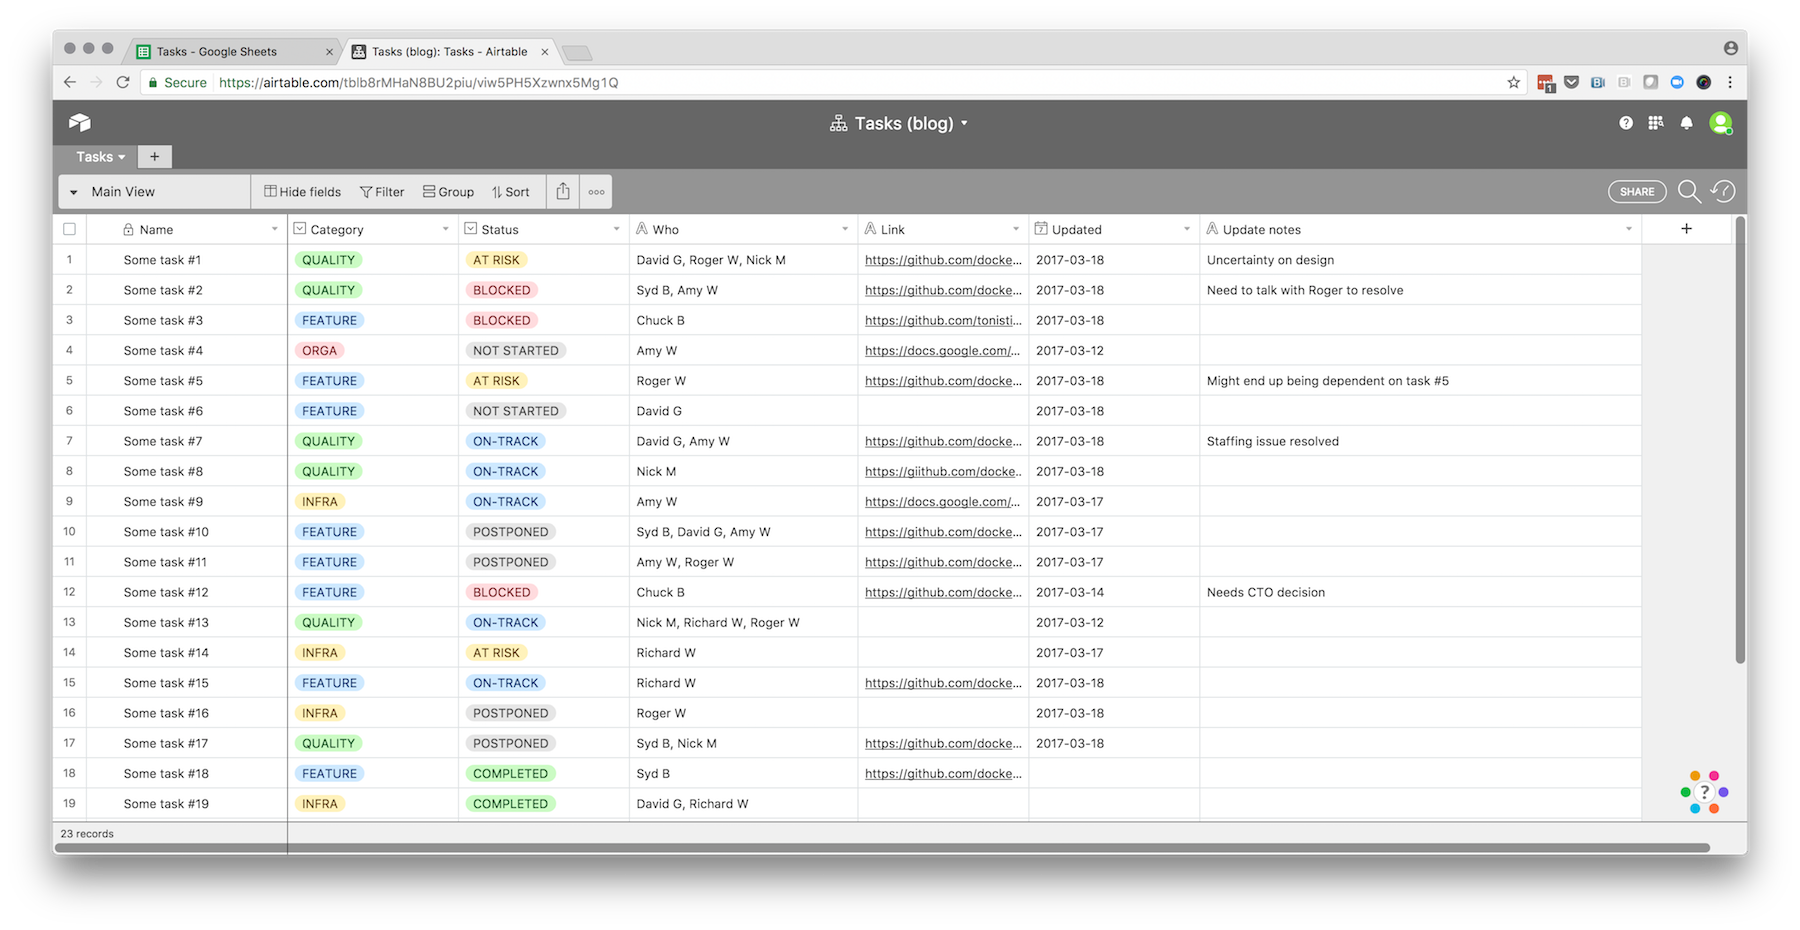 Tasks - Google Sheets × Tasks (blog): Tasks - Airtable ×
Secure https://airtable.com/tblb8rMHaN8BU2piu/viw5PH5Xzwnx5Mg1Q 1
Tasks (blog) ?
Tasks +
Main View Hide fields Filter Group Sort SHARE
Name Category Status A Who A Link 7 Updated A Update notes +
1 Some task #1 QUALITY AT RISK David G, Roger W, Nick M https://github.com/docke... 2017-03-18 Uncertainty on design
2 Some task #2 QUALITY BLOCKED Syd B, Amy W https://github.com/docke... 2017-03-18 Need to talk with Roger to resolve
3 Some task #3 FEATURE BLOCKED Chuck B https://github.com/tonisti... 2017-03-18
4 Some task #4 ORGA NOT STARTED Amy W https://docs.google.com/... 2017-03-12
5 Some task #5 FEATURE AT RISK Roger W https://github.com/docke... 2017-03-18 Might end up being dependent on task #5
6 Some task #6 FEATURE NOT STARTED David G 2017-03-18
7 Some task #7 QUALITY ON-TRACK David G, Amy W https://github.com/docke... 2017-03-18 Staffing issue resolved
8 Some task #8 QUALITY ON-TRACK Nick M https://giithub.com/docke.. 2017-03-18
9 Some task #9 INFRA ON-TRACK Amy W https://docs.google.com/... 2017-03-17
10 Some task #10 FEATURE POSTPONED Syd B, David G, Amy W https://github.com/docke... 2017-03-17
11 Some task #11 FEATURE POSTPONED Amy W, Roger W https://github.com/docke... 2017-03-17
12 Some task #12 FEATURE BLOCKED Chuck B https://github.com/docke... 2017-03-14 Needs CTO decision
13 Some task #13 QUALITY ON-TRACK Nick M, Richard W, Roger W 2017-03-12
14 Some task #14 INFRA AT RISK Richard W 2017-03-17
15 Some task #15 FEATURE ON-TRACK Richard W https://github.com/docke... 2017-03-18
16 Some task #16 INFRA POSTPONED Roger W 2017-03-18
17 Some task #17 QUALITY POSTPONED Syd B, Nick M https://github.com/docke... 2017-03-18
18 Some task #18 FEATURE COMPLETED Syd B https://github.com/docke...
19 Some task #19 INFRA COMPLETED David G, Richard W
?
23 records